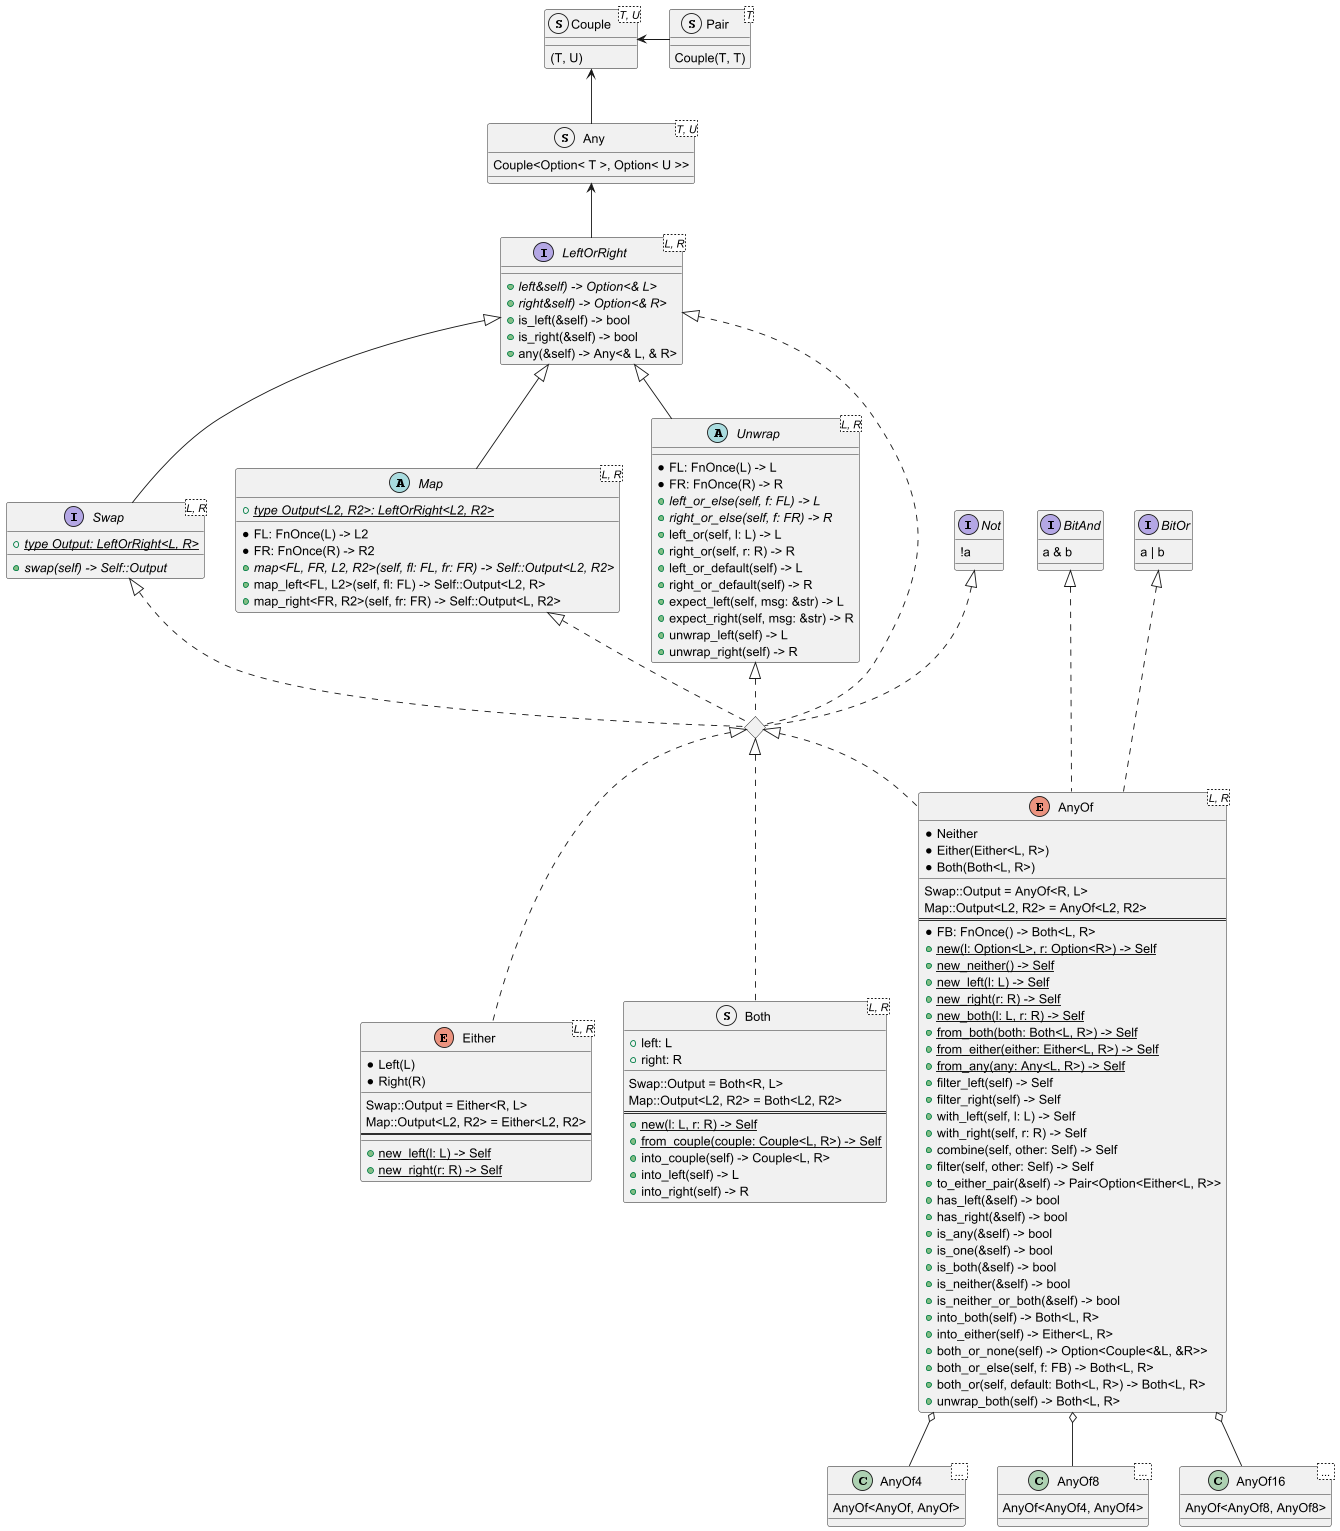 S Couple T, U
(T, U)
S Pair T
Couple(T, T)
S Any T, U
Couple<Option< T >, Option< U >>
I LeftOrRight L, R
left&self) -> Option<& L>
right&self) -> Option<& R>
is_left(&self) -> bool
is_right(&self) -> bool
any(&self) -> Any<& L, & R>
I Swap L, R
type Output: LeftOrRight<L, R>
swap(self) -> Self::Output
A Map L, R
type Output<L2, R2>: LeftOrRight<L2, R2>
FL: FnOnce(L) -> L2
FR: FnOnce(R) -> R2
map<FL, FR, L2, R2>(self, fl: FL, fr: FR) -> Self::Output<L2, R2>
map_left<FL, L2>(self, fl: FL) -> Self::Output<L2, R>
map_right<FR, R2>(self, fr: FR) -> Self::Output<L, R2>
A Unwrap L, R
FL: FnOnce(L) -> L
FR: FnOnce(R) -> R
left_or_else(self, f: FL) -> L
right_or_else(self, f: FR) -> R
left_or(self, l: L) -> L
right_or(self, r: R) -> R
left_or_default(self) -> L
right_or_default(self) -> R
expect_left(self, msg: &str) -> L
expect_right(self, msg: &str) -> R
unwrap_left(self) -> L
unwrap_right(self) -> R
I Not
!a
I BitAnd
a & b
I BitOr
a | b
E Either L, R
Left(L)
Right(R)
Swap::Output = Either<R, L>
Map::Output<L2, R2> = Either<L2, R2>
new_left(l: L) -> Self
new_right(r: R) -> Self
S Both L, R
left: L
right: R
Swap::Output = Both<R, L>
Map::Output<L2, R2> = Both<L2, R2>
new(l: L, r: R) -> Self
from_couple(couple: Couple<L, R>) -> Self
into_couple(self) -> Couple<L, R>
into_left(self) -> L
into_right(self) -> R
E AnyOf L, R
Neither
Either(Either<L, R>)
Both(Both<L, R>)
Swap::Output = AnyOf<R, L>
Map::Output<L2, R2> = AnyOf<L2, R2>
FB: FnOnce() -> Both<L, R>
new(l: Option<L>, r: Option<R>) -> Self
new_neither() -> Self
new_left(l: L) -> Self
new_right(r: R) -> Self
new_both(l: L, r: R) -> Self
from_both(both: Both<L, R>) -> Self
from_either(either: Either<L, R>) -> Self
from_any(any: Any<L, R>) -> Self
filter_left(self) -> Self
filter_right(self) -> Self
with_left(self, l: L) -> Self
with_right(self, r: R) -> Self
combine(self, other: Self) -> Self
filter(self, other: Self) -> Self
to_either_pair(&self) -> Pair<Option<Either<L, R>>
has_left(&self) -> bool
has_right(&self) -> bool
is_any(&self) -> bool
is_one(&self) -> bool
is_both(&self) -> bool
is_neither(&self) -> bool
is_neither_or_both(&self) -> bool
into_both(self) -> Both<L, R>
into_either(self) -> Either<L, R>
both_or_none(self) -> Option<Couple<&L, &R>>
both_or_else(self, f: FB) -> Both<L, R>
both_or(self, default: Both<L, R>) -> Both<L, R>
unwrap_both(self) -> Both<L, R>
C AnyOf4 ...
AnyOf<AnyOf, AnyOf>
C AnyOf8 ...
AnyOf<AnyOf4, AnyOf4>
C AnyOf16 ...
AnyOf<AnyOf8, AnyOf8>